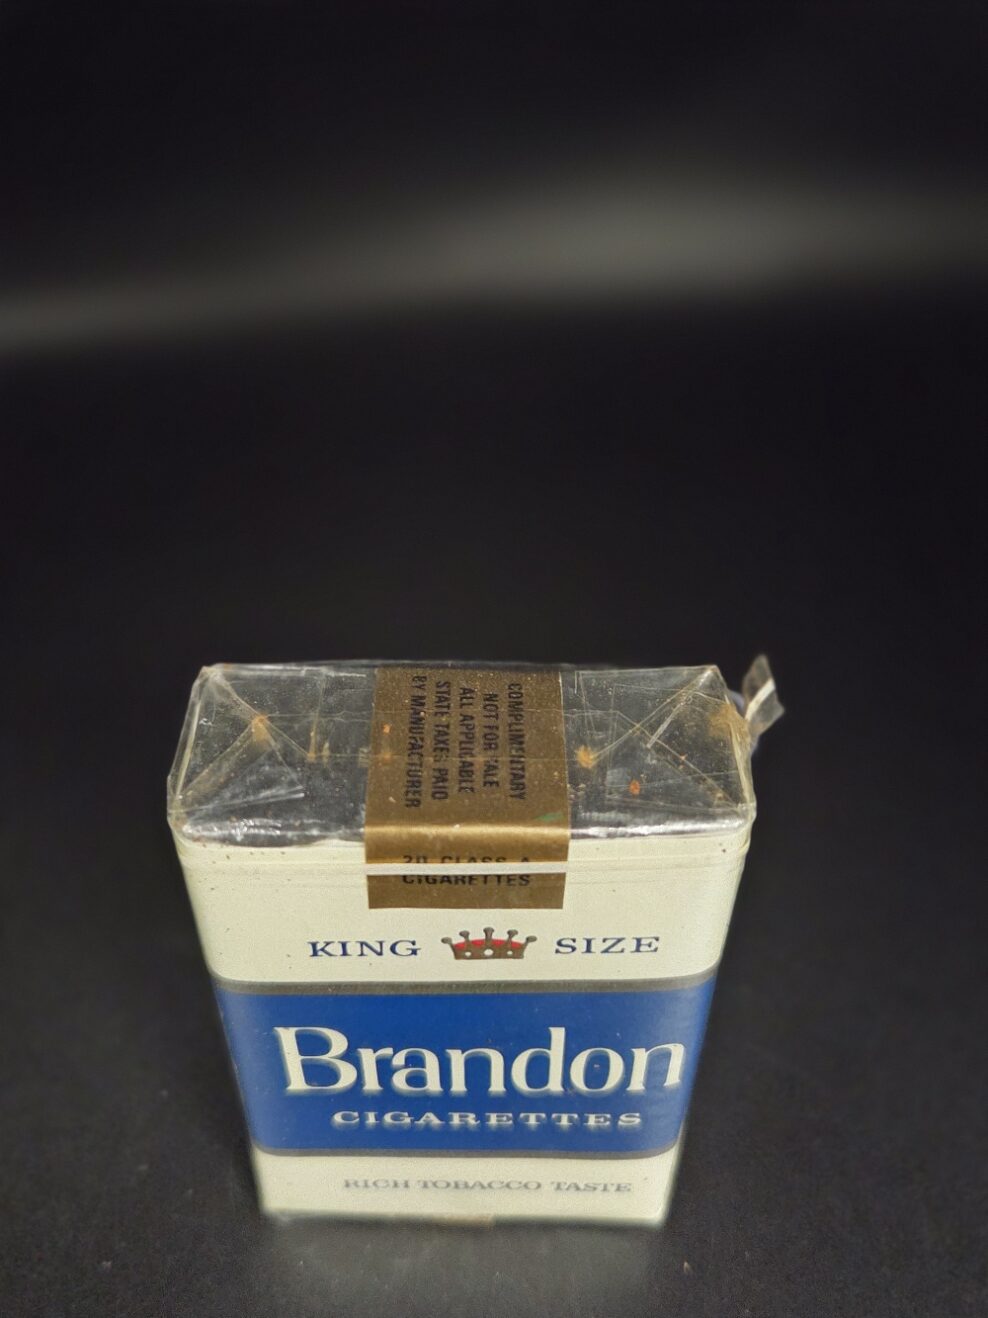 COMPLIMENTARY
NOT FOR SALE
ALL APPLICABLE
STATE TAXES PAID
BY MANUFACTURER
20 CLASS A
CIGARETTES
KING SIZE
Brandon
CIGARETTES
RICH TOBACCO TASTE